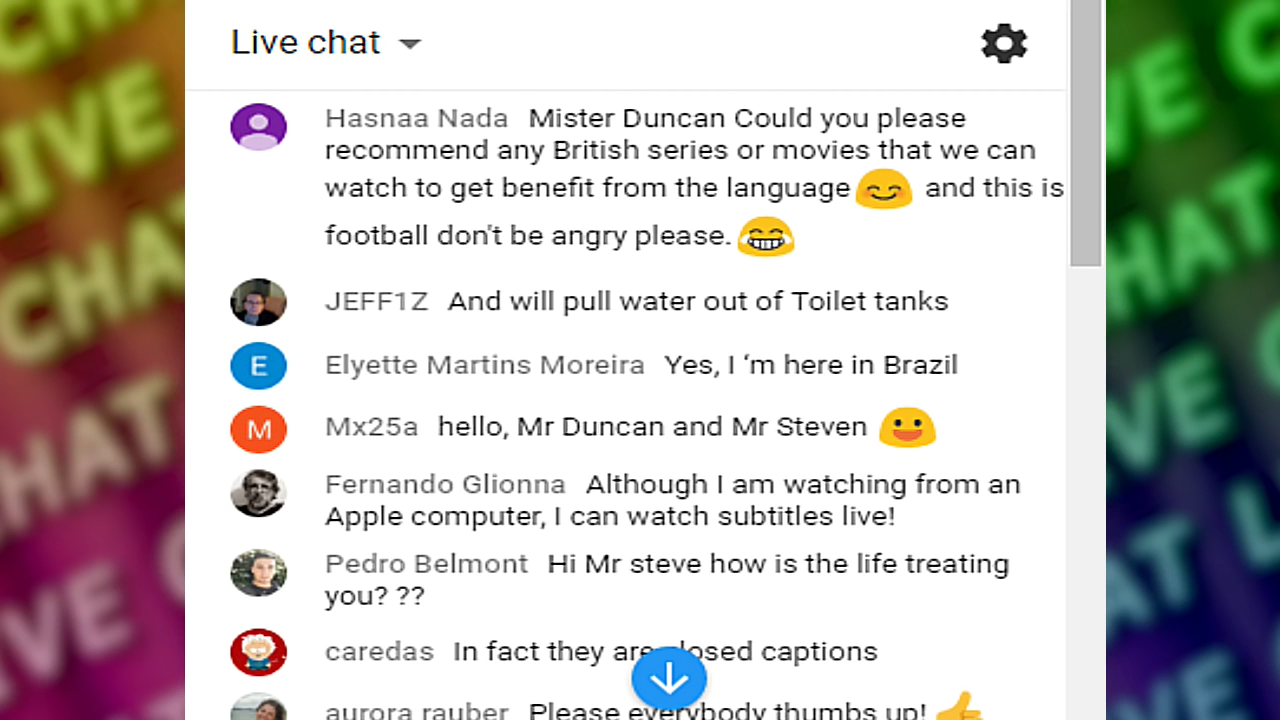 Live chat
Hasnaa Nada Mister Duncan Could you please
recommend any British series or movies that we can
watch to get benefit from the language😊 and this is
football don't be angry please.😂
JEFF1Z And will pull water out of Toilet tanks
E
Elyette Martins Moreira Yes, I ‘m here in Brazil
M
Mx25a hello, Mr Duncan and Mr Steven 😃
Fernando Glionna Although I am watching from an
Apple computer, I can watch subtitles live!
Pedro Belmont Hi Mr steve how is the life treating
you? ??
caredas In fact they are closed captions
aurora rauber Please everybody thumbs up! 👍
LIVE
CHAT
LIVE
CHAT